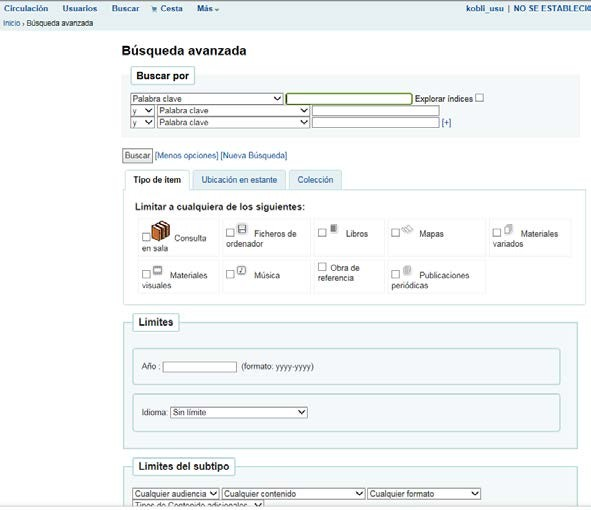 Circulación Usuarios Buscar Cesta Más kobli_usu | NO SE ESTABLECI
Inicio › Búsqueda avanzada
Búsqueda avanzada
Buscar por
Palabra clave Explorar índices
y Palabra clave
y Palabra clave [+]
Buscar [Menos opciones] [Nueva Búsqueda]
Tipo de ítem Ubicación en estante Colección
Limitar a cualquiera de los siguientes:
Consulta en sala
Ficheros de ordenador
Libros
Mapas
Materiales variados
Materiales visuales
Música
Obra de referencia
Publicaciones periódicas
Limites
Año : (formato: yyyy-yyyy)
Idioma: Sin límite
Limites del subtipo
Cualquier audiencia Cualquier contenido Cualquier formato
Tipos de Contenido adicionales